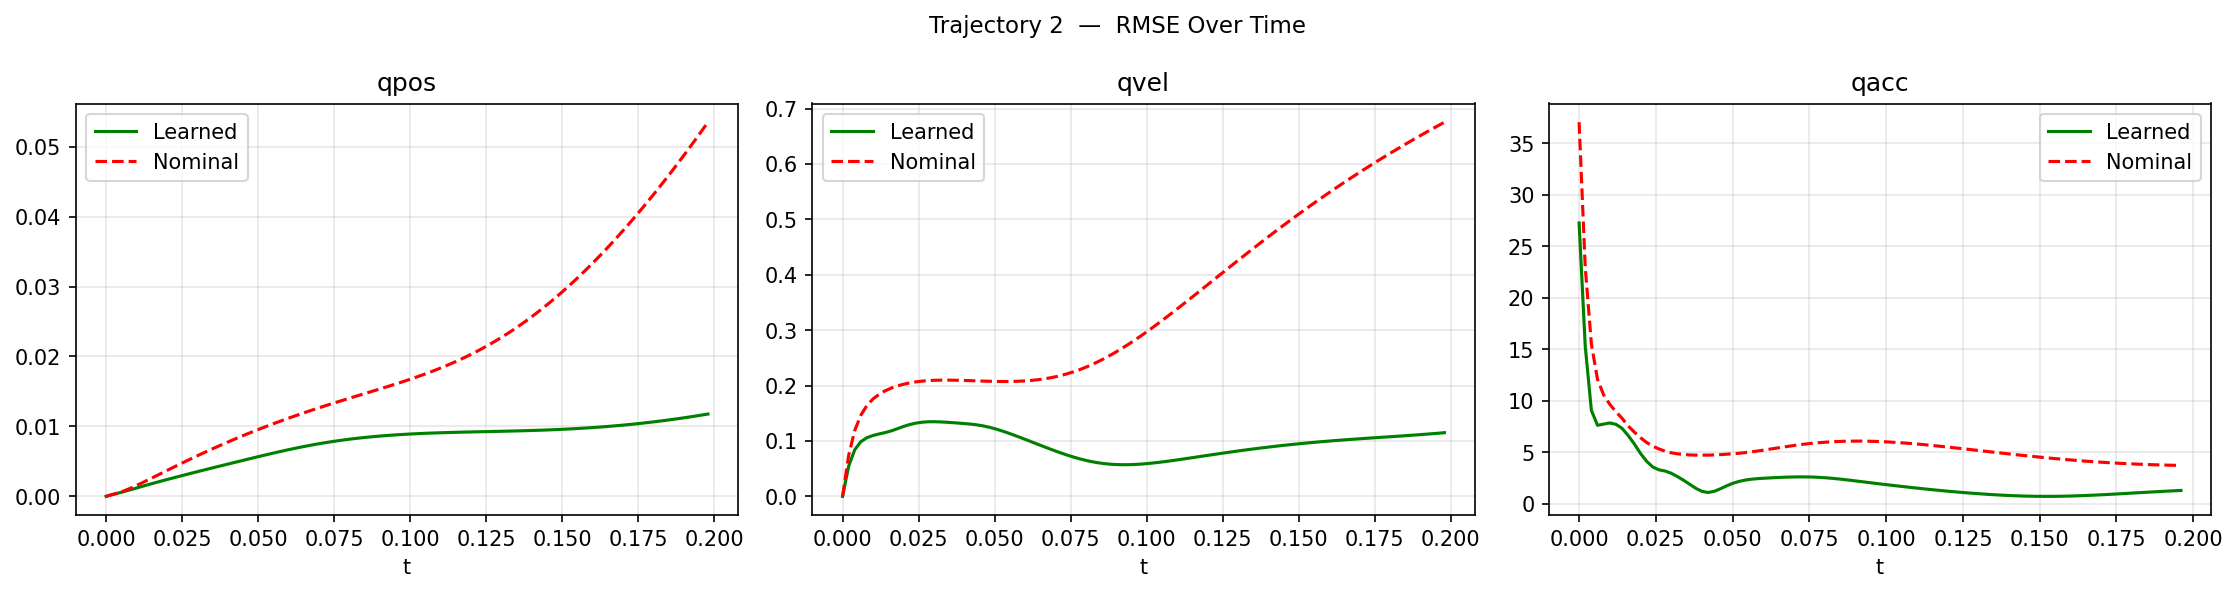 Trajectory 2 — RMSE Over Time
qpos
Learned
Nominal
0.05
0.04
0.03
0.02
0.01
0.00
0.000 0.025 0.050 0.075 0.100 0.125 0.150 0.175 0.200
t
qvel
Learned
Nominal
0.7
0.6
0.5
0.4
0.3
0.2
0.1
0.0
0.000 0.025 0.050 0.075 0.100 0.125 0.150 0.175 0.200
t
qacc
Learned
Nominal
35
30
25
20
15
10
5
0
0.000 0.025 0.050 0.075 0.100 0.125 0.150 0.175 0.200
t